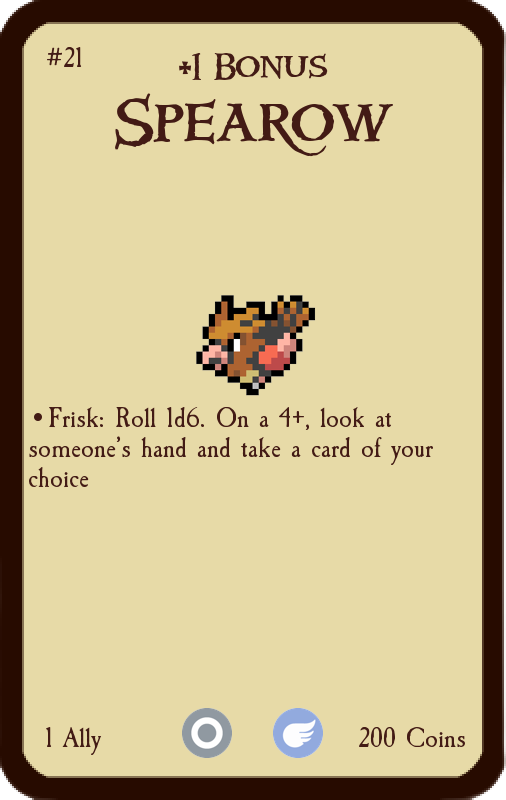 #21
+1 Bonus
Spearow
•Frisk: Roll 1d6. On a 4+, look at
someone's hand and take a card of your
choice
1 Ally
200 Coins